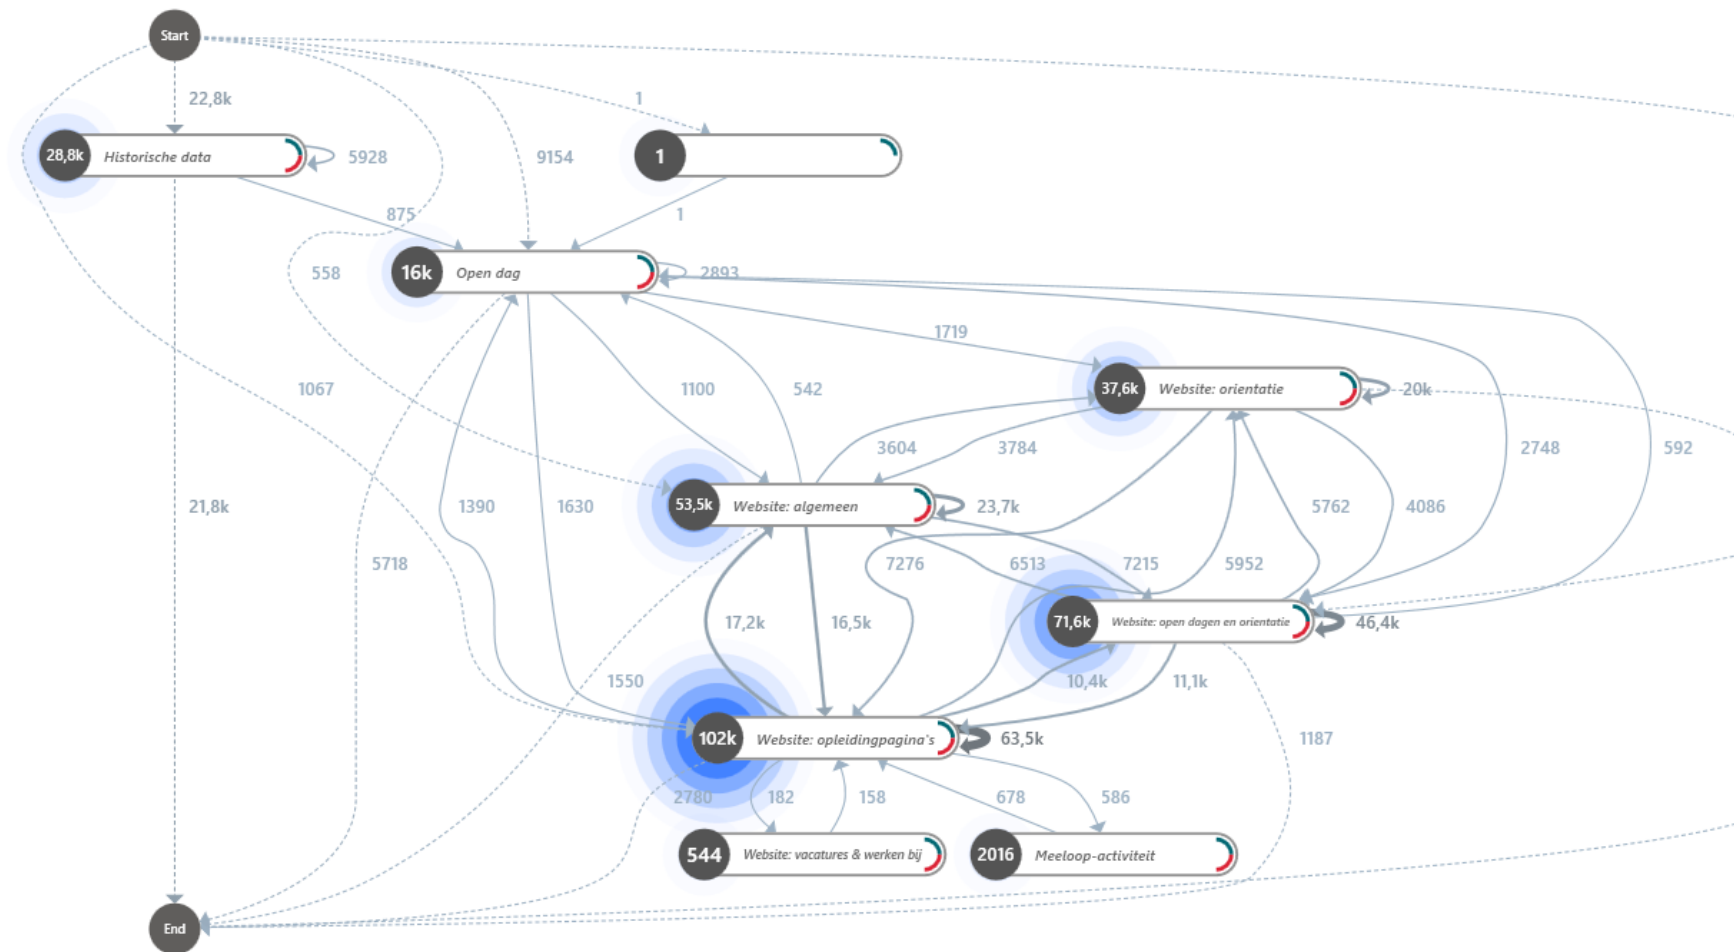 Start
22,8k
1
28,8k
Historische data
5928
9154
1
875
1
16k
Open dag
2893
558
1719
1067
1100
542
37,6k
Website: orientatie
20k
3604
3784
2748
592
53,5k
Website: algemeen
23,7k
21,8k
1390
1630
5762
4086
5718
7276
6513
7215
5952
17,2k
16,5k
71,6k
Website: open dagen en orientatie
46,4k
1550
10,4k
11,1k
102k
Website: opleidingpagina's
63,5k
1187
2780
182
158
678
586
544
Website: vacatures & werken bij
2016
Meeloop-activiteit
End